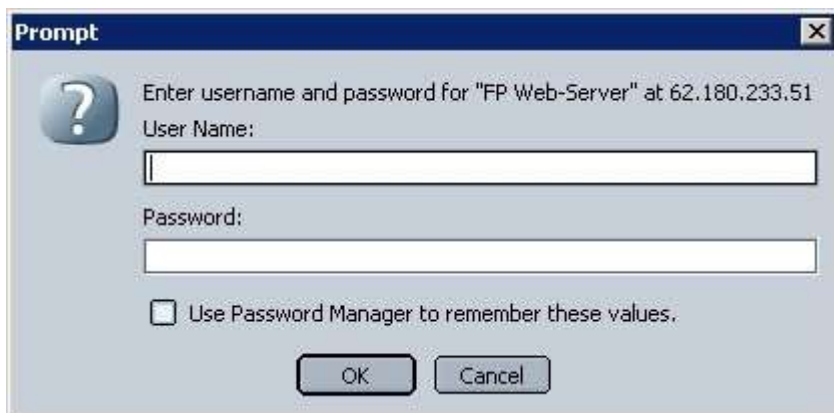 Prompt
Enter username and password for "FP Web-Server" at 62.180.233.51
User Name:
Password:
Use Password Manager to remember these values.
OK
Cancel